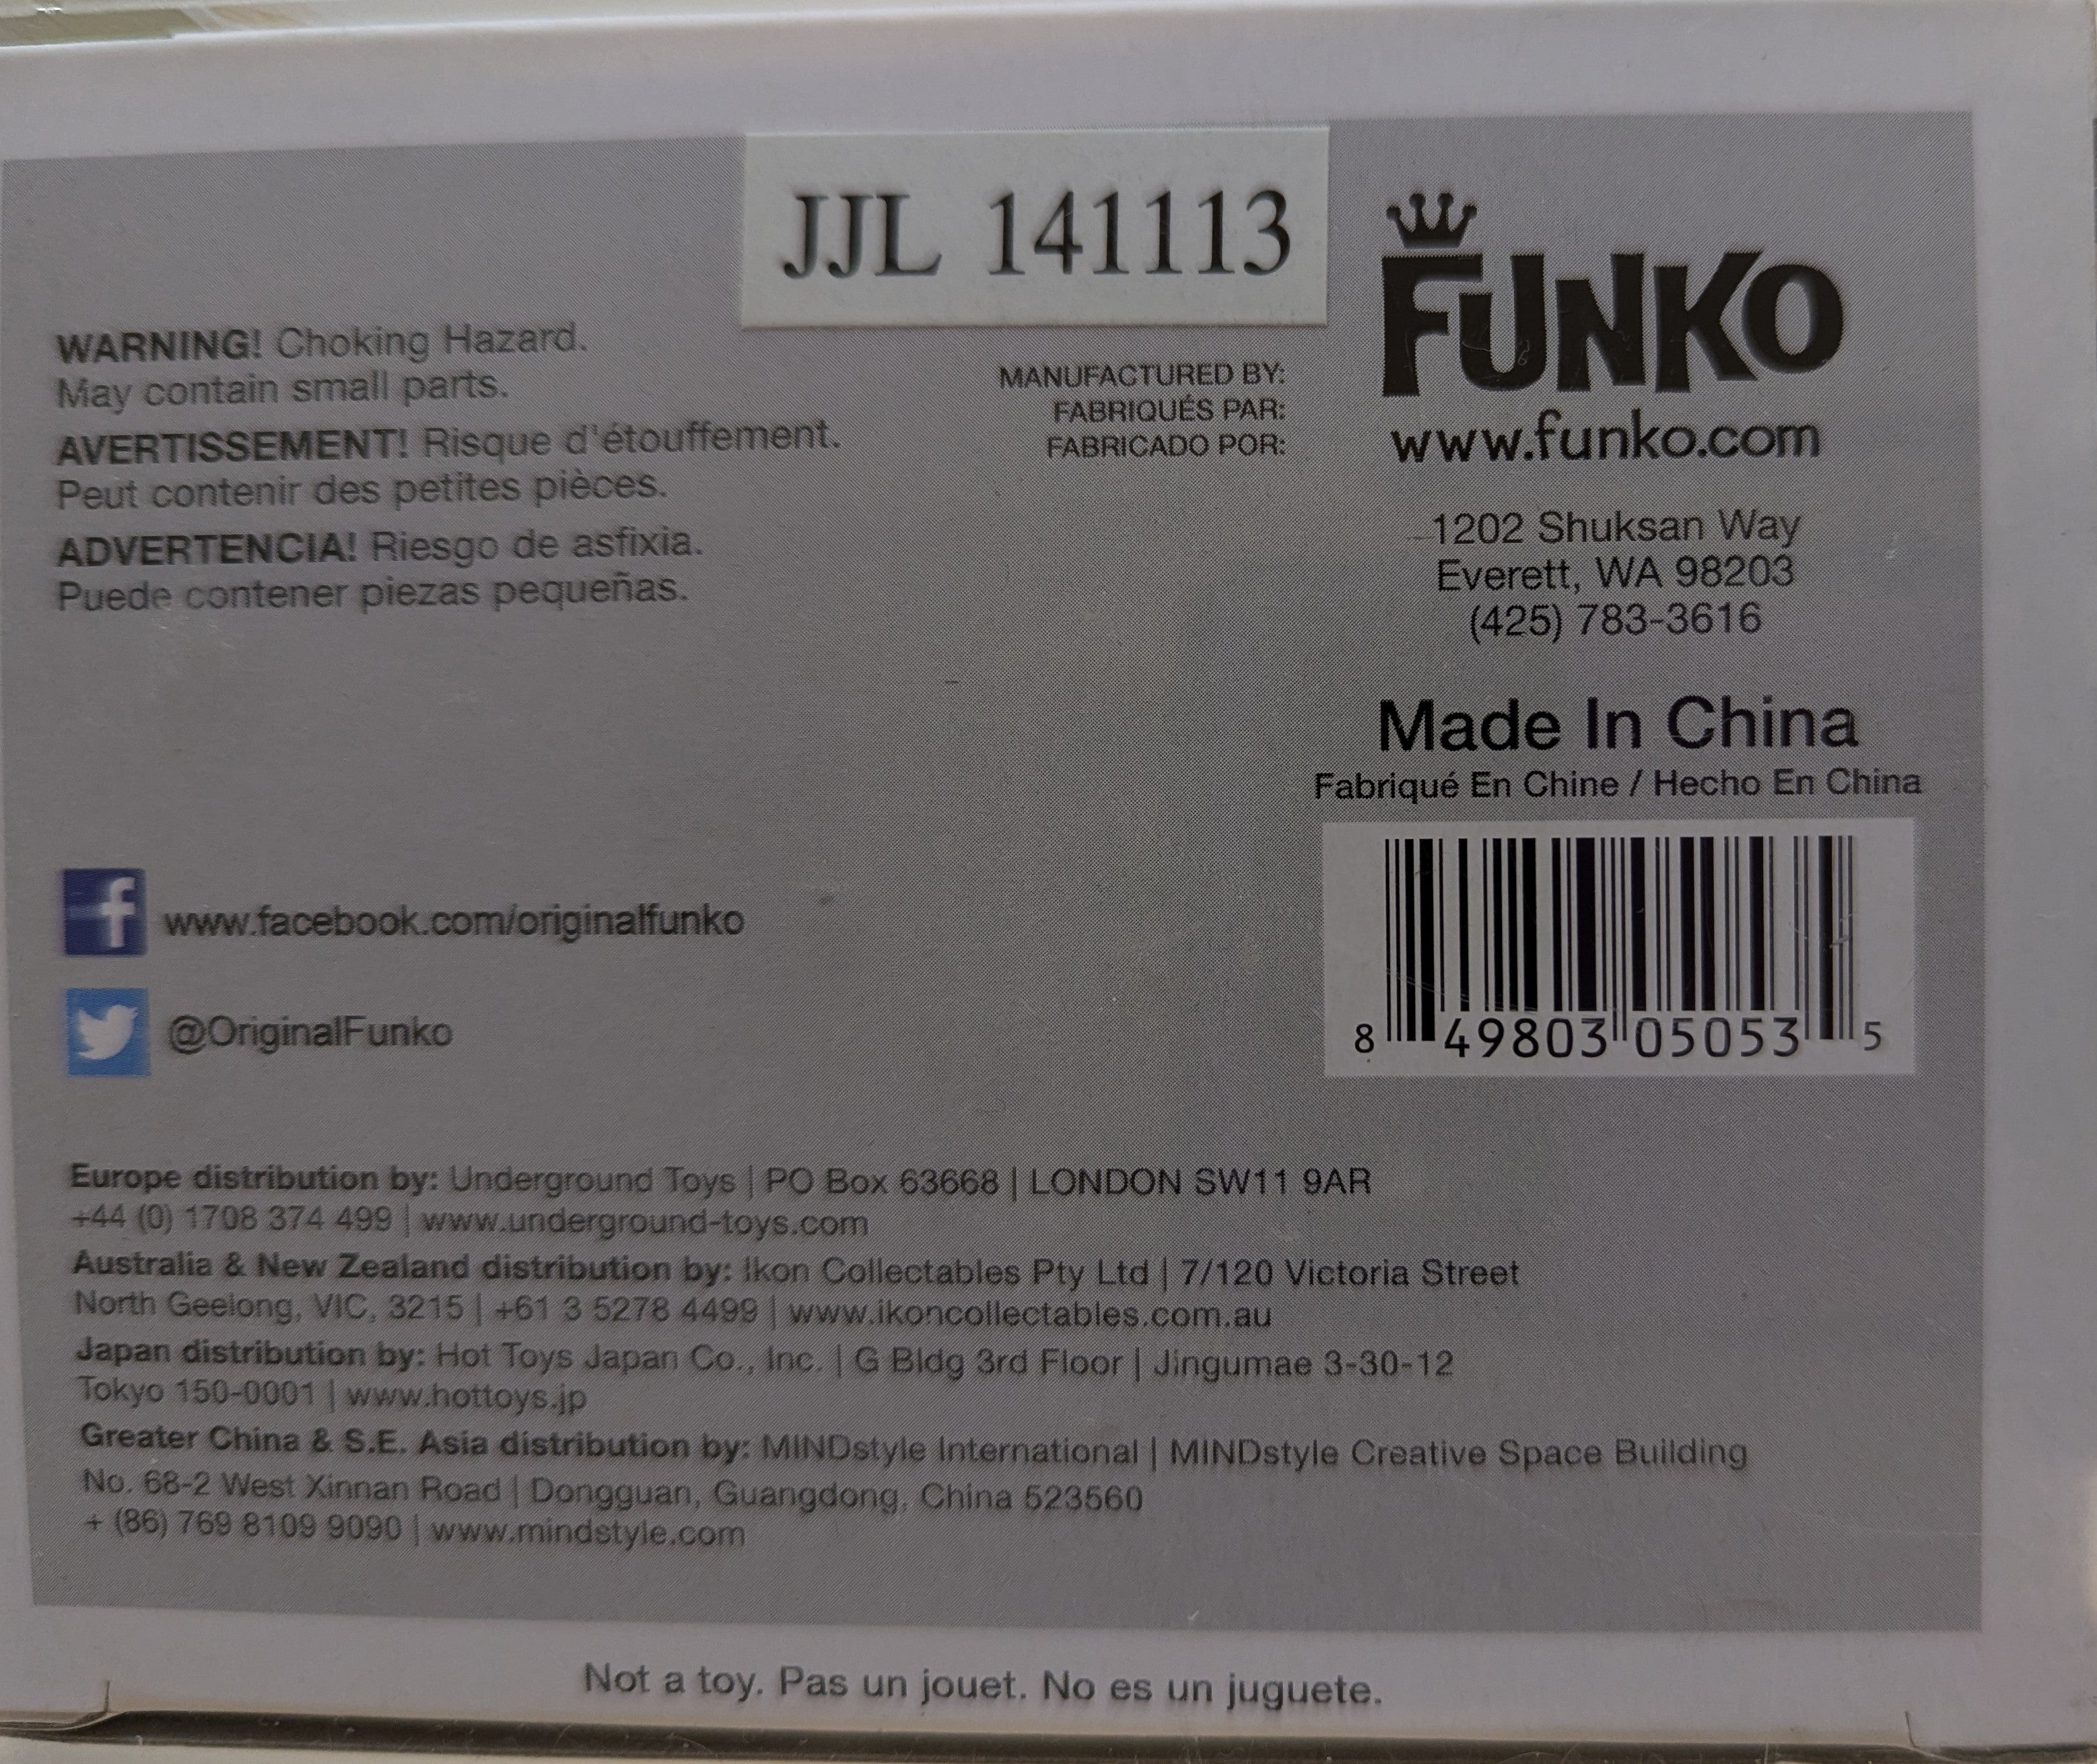 JJL 141113
WARNING! Choking Hazard.
May contain small parts.
AVERTISSEMENT! Risque d'étouffement.
Peut contenir des petites pièces.
ADVERTENCIA! Riesgo de asfixia.
Puede contener piezas pequeñas.
MANUFACTURED BY:
FABRIQUÉS PAR:
FABRICADO POR:
FUNKO
www.funko.com
1202 Shuksan Way
Everett, WA 98203
(425) 783-3616
Made In China
Fabriqué En Chine / Hecho En China
8 49803 05053 5
f www.facebook.com/originalfunko
@OriginalFunko
Europe distribution by: Underground Toys | PO Box 63668 | LONDON SW11 9AR
+44 (0) 1708 374 499 | www.underground-toys.com
Australia & New Zealand distribution by: Ikon Collectables Pty Ltd | 7/120 Victoria Street
North Geelong, VIC, 3215 | +61 3 5278 4499 | www.ikoncollectables.com.au
Japan distribution by: Hot Toys Japan Co., Inc. | G Bldg 3rd Floor | Jingumae 3-30-12
Tokyo 150-0001 | www.hottoys.jp
Greater China & S.E. Asia distribution by: MINDstyle International | MINDstyle Creative Space Building
No. 68-2 West Xinnan Road | Dongguan, Guangdong, China 523560
+ (86) 769 8109 9090 | www.mindstyle.com
Not a toy. Pas un jouet. No es un juguete.